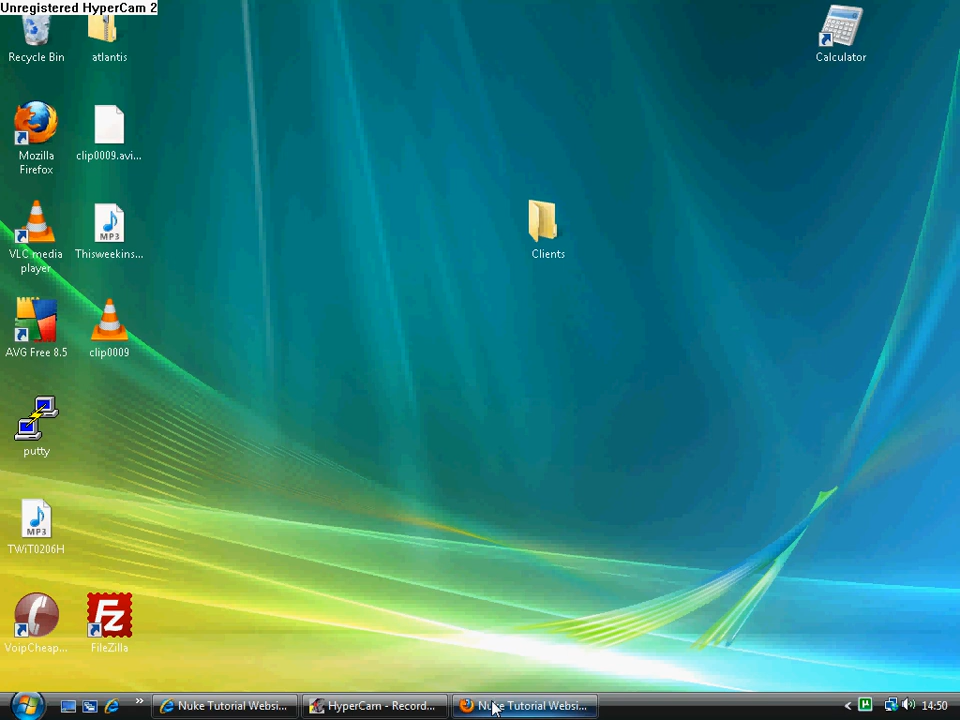 Unregistered HyperCam 2
Recycle Bin
atlantis
Calculator
Mozilla
Firefox
clip0009.avi...
VLC media
player
MP3
Thisweekins...
Clients
AVG Free 8.5
clip0009
putty
MP3
TWiT0206H
VoipCheap...
Fz
FileZilla
»
Nuke Tutorial Websi...
HyperCam - Record...
Nuke Tutorial Websi...
<
µ
14:50